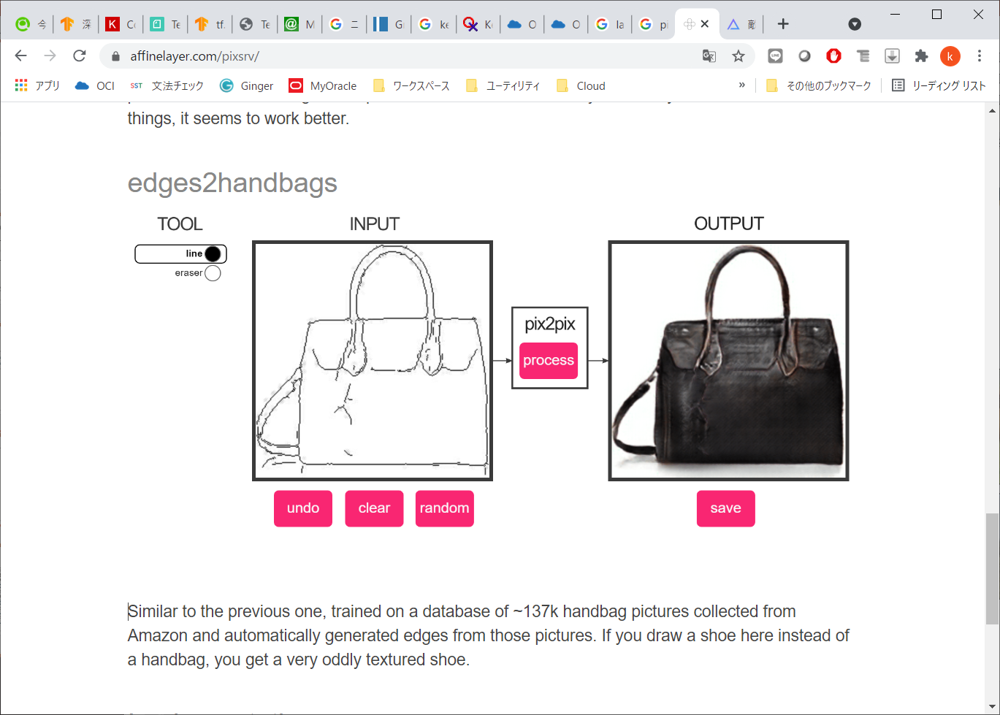 今
深
K
Te
tf.
Te
@
M
G
二
G
ke
O
O
G
la
G
pi
affinelayer.com/pixsrv/
LINE
k
アプリ
OCI
SST 文法チェック
Ginger
MyOracle
ワークスペース
ユーティリティ
Cloud
»
その他のブックマーク
リーディング リスト
things, it seems to work better.
edges2handbags
TOOL
INPUT
OUTPUT
line
eraser
pix2pix
process
undo
clear
random
save
Similar to the previous one, trained on a database of ~137k handbag pictures collected from
Amazon and automatically generated edges from those pictures. If you draw a shoe here instead of
a handbag, you get a very oddly textured shoe.